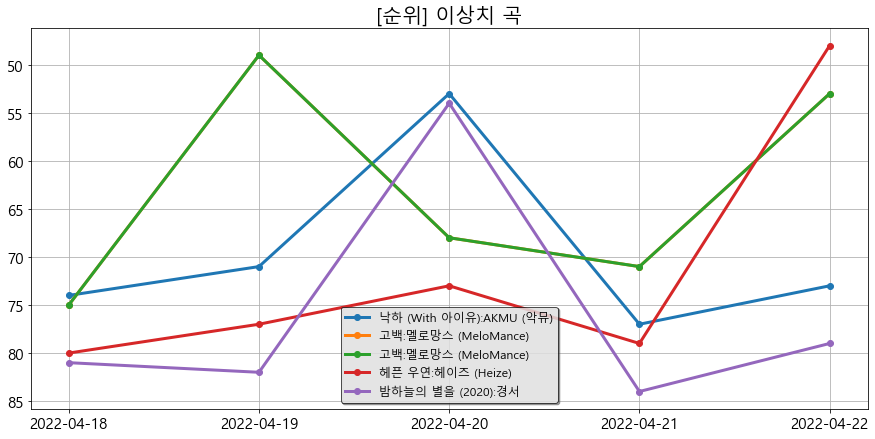 [순위] 이상치 곡
50
55
60
65
70
75
80
85
낙하 (With 아이유):AKMU (악뮤)
고백:멜로망스 (MeloMance)
고백:멜로망스 (MeloMance)
헤픈 우연:헤이즈 (Heize)
밤하늘의 별을 (2020):경서
2022-04-18
2022-04-19
2022-04-20
2022-04-21
2022-04-22